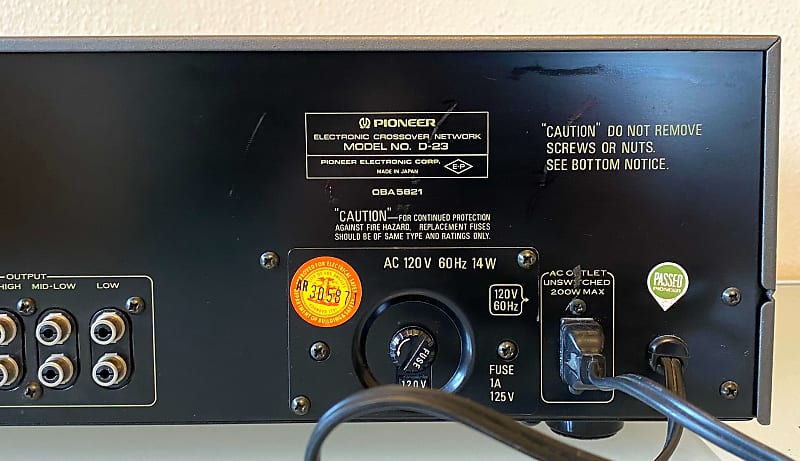 PIONEER
ELECTRONIC CROSSOVER NETWORK
MODEL NO. D-23
PIONEER ELECTRONIC CORP.
MADE IN JAPAN
E-P
OBA5821
"CAUTION"—FOR CONTINUED PROTECTION
AGAINST FIRE HAZARD, REPLACEMENT FUSES
SHOULD BE OF SAME TYPE AND RATINGS ONLY.
"CAUTION" DO NOT REMOVE
SCREWS OR NUTS.
SEE BOTTOM NOTICE.
OUTPUT
HIGH MID-LOW LOW
AC 120V 60Hz 14W
AR 30587
120V
60Hz
FUSE
120V
FUSE
1A
125V
AC OUTLET
UNSWITCHED
200W MAX
PASSED
PIONEER